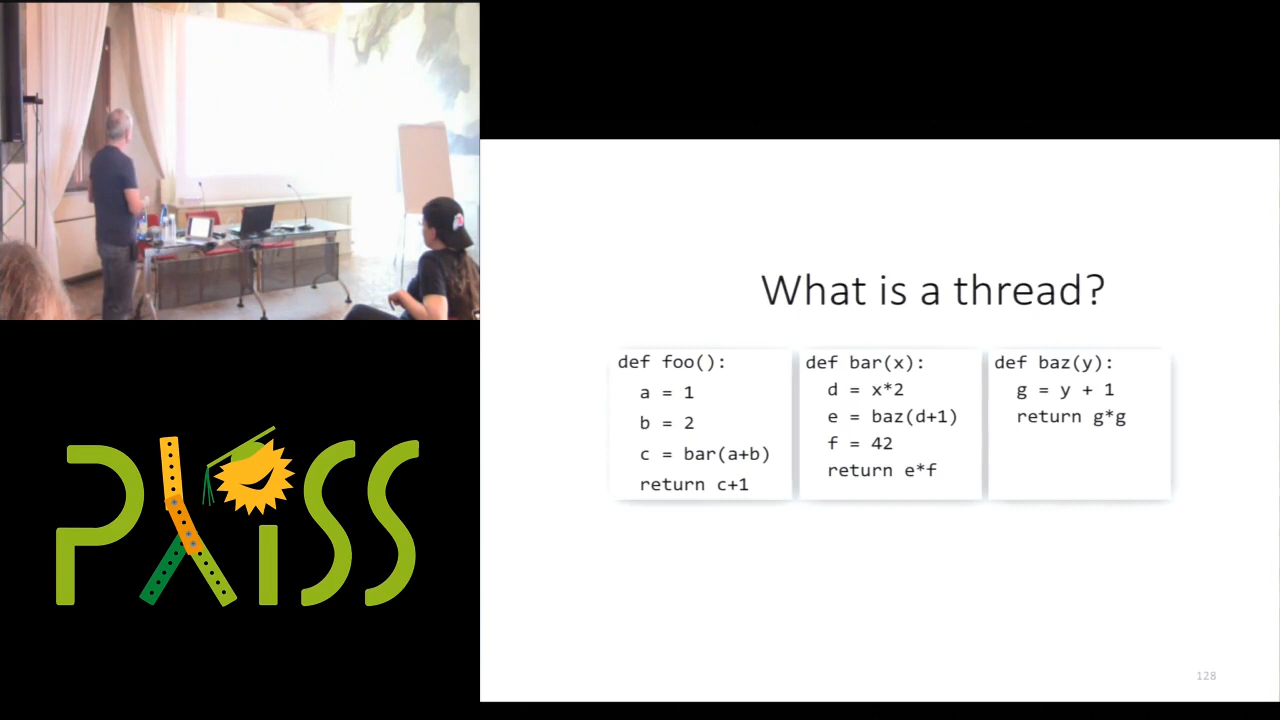 What is a thread?
def foo():
a = 1
b = 2
c = bar(a+b)
return c+1
def bar(x):
d = x*2
e = baz(d+1)
f = 42
return e*f
def baz(y):
g = y + 1
return g*g
128
PAiSS